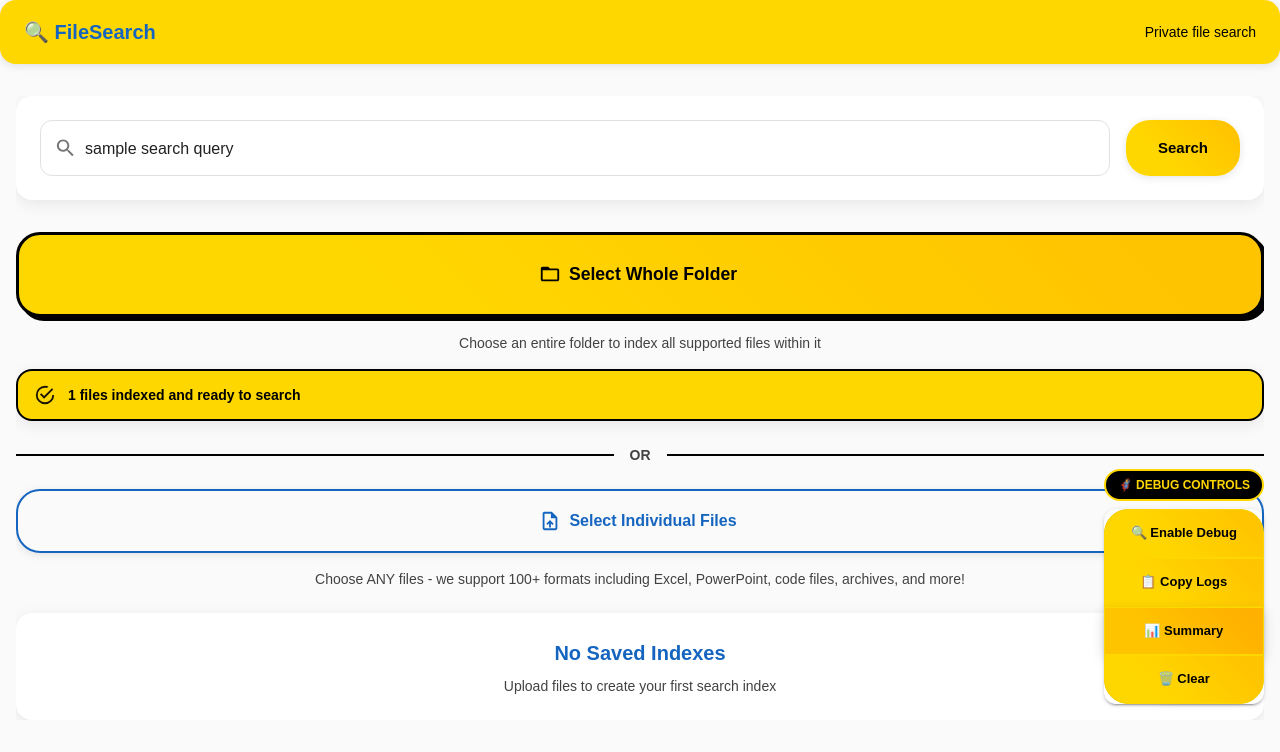 🔍 FileSearch
Private file search
sample search query
Search
Select Whole Folder
Choose an entire folder to index all supported files within it
1 files indexed and ready to search
OR
DEBUG CONTROLS
🔍 Enable Debug
Select Individual Files
Choose ANY files - we support 100+ formats including Excel, PowerPoint, code files, archives, and more!
📋 Copy Logs
📊 Summary
🗑️ Clear
No Saved Indexes
Upload files to create your first search index